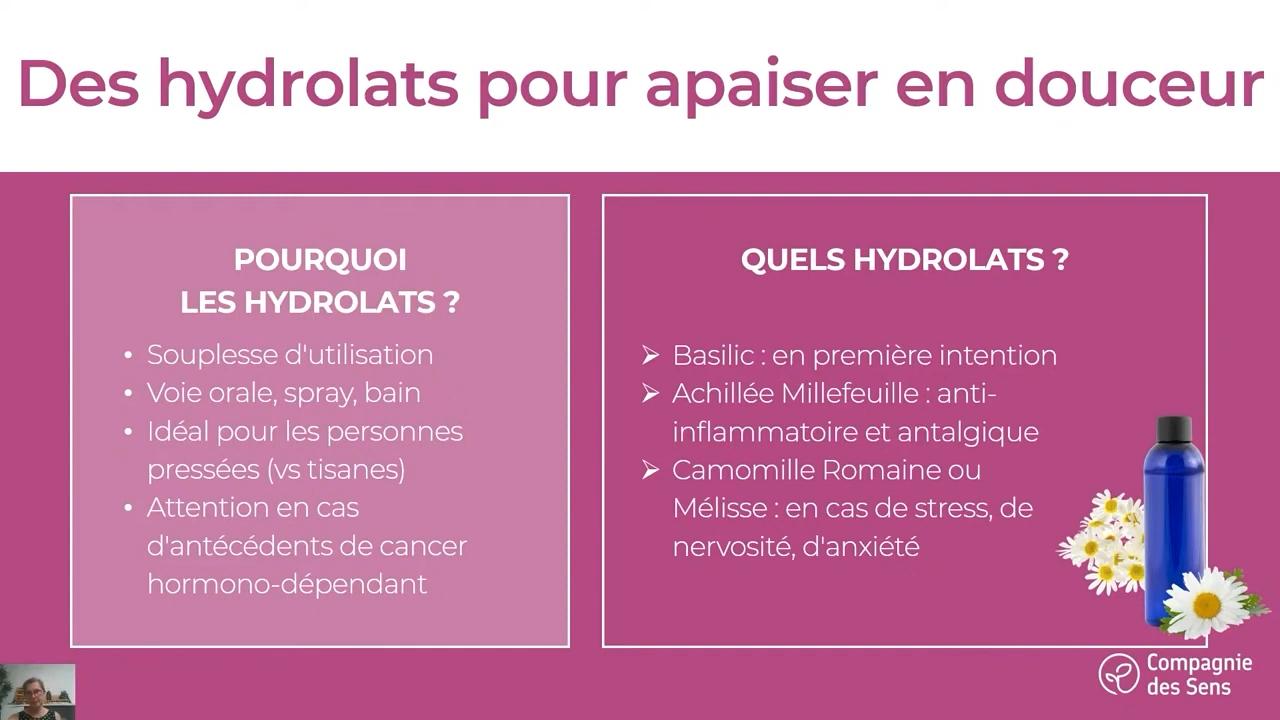 Des hydrolats pour apaiser en douceur
POURQUOI
LES HYDROLATS ?
• Souplesse d'utilisation
• Voie orale, spray, bain
• Idéal pour les personnes
pressées (vs tisanes)
• Attention en cas
d'antécédents de cancer
hormono-dépendant
QUELS HYDROLATS ?
➢ Basilic : en première intention
➢ Achillée Millefeuille : anti-
inflammatoire et antalgique
➢ Camomille Romaine ou
Mélisse : en cas de stress, de
nervosité, d'anxiété
Compagnie
des Sens